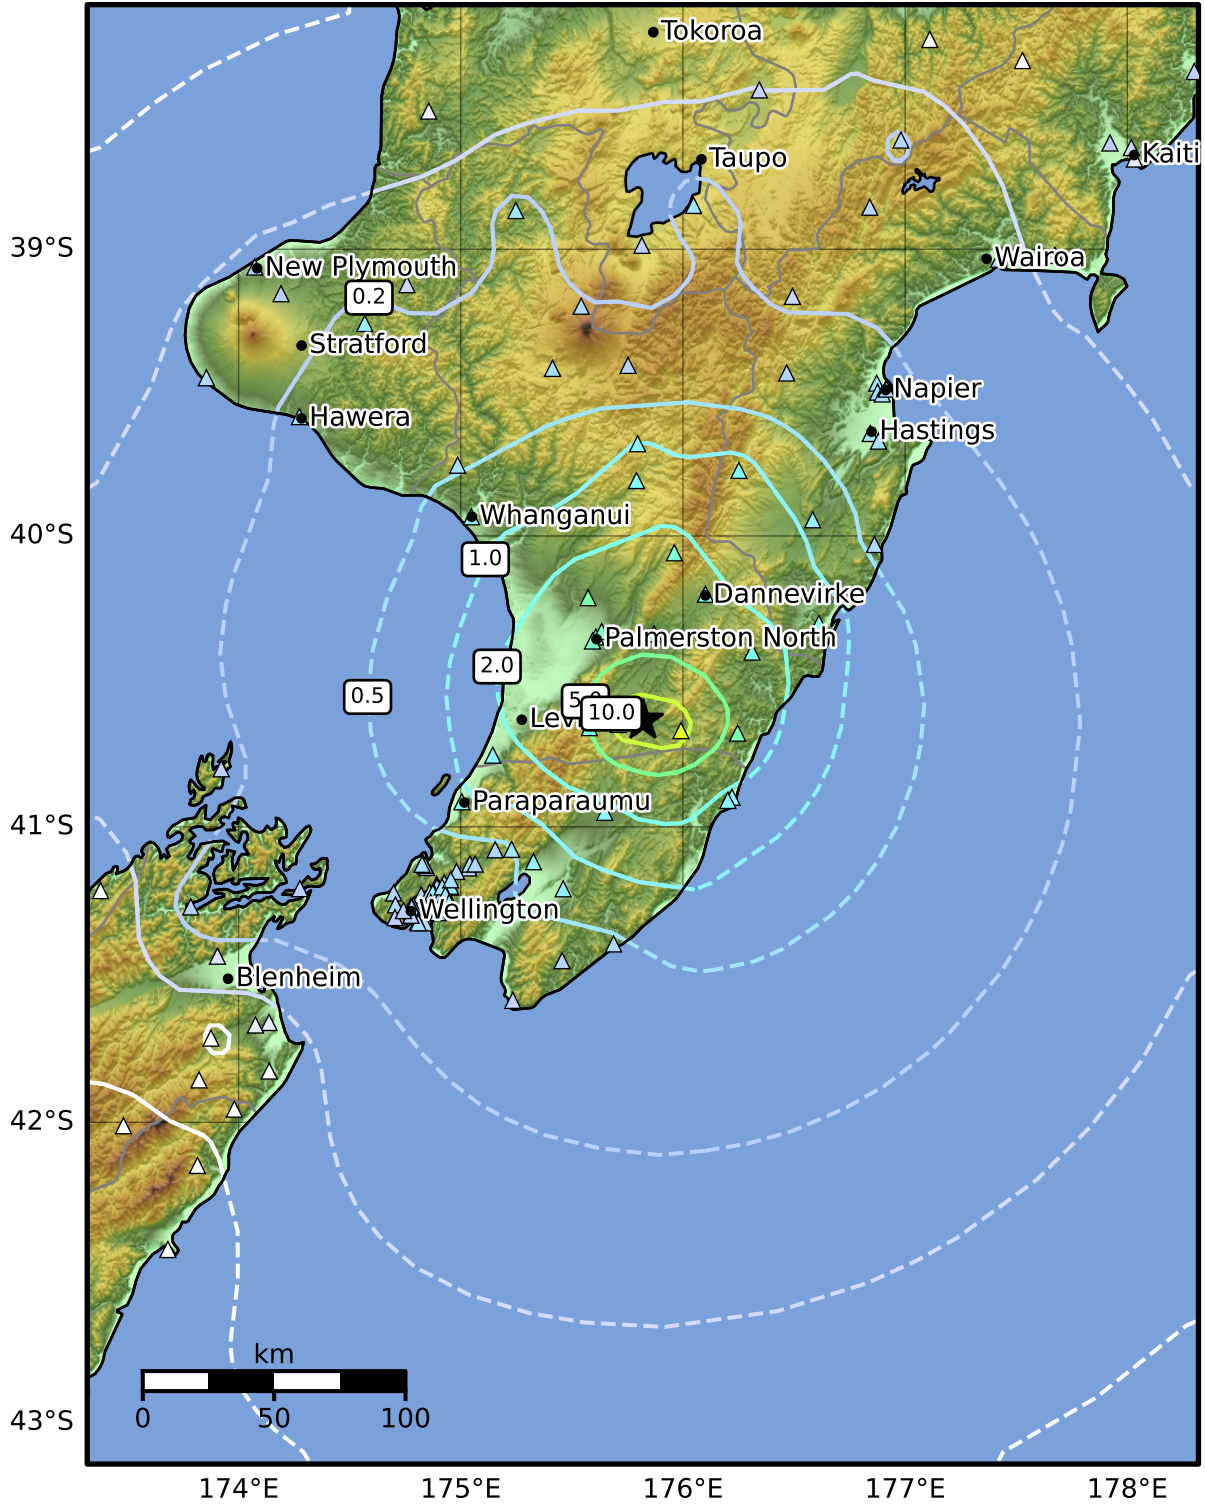 Tokoroa
Taupo
Kaiti
39°S
New Plymouth
Wairoa
0.2
Stratford
Napier
Hawera
Hastings
40°S
Whanganui
1.0
Dannevirke
Palmerston North
2.0
0.5
5.0
10.0
Paraparaumu
41°S
Wellington
Blenheim
42°S
km
0 50 100
43°S
174°E 175°E 176°E 177°E 178°E